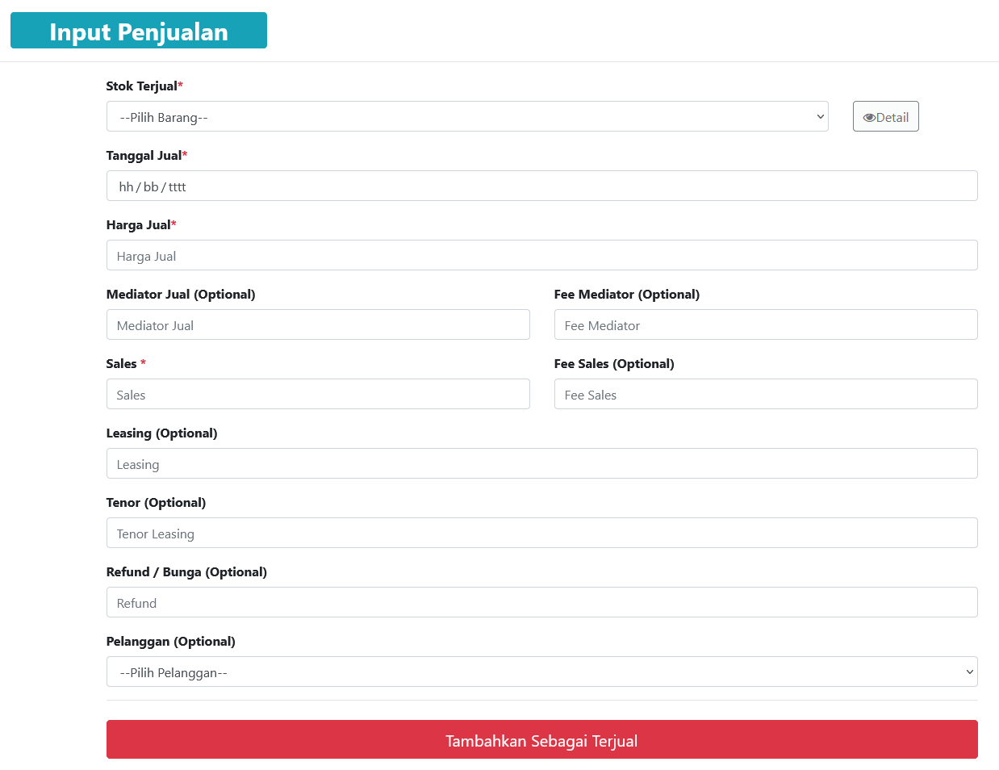 Input Penjualan
Stok Terjual*
--Pilih Barang--
Detail
Tanggal Jual*
hh/bb/tttt
Harga Jual*
Harga Jual
Mediator Jual (Optional)
Fee Mediator (Optional)
Mediator Jual
Fee Mediator
Sales *
Fee Sales (Optional)
Sales
Fee Sales
Leasing (Optional)
Leasing
Tenor (Optional)
Tenor Leasing
Refund / Bunga (Optional)
Refund
Pelanggan (Optional)
--Pilih Pelanggan--
Tambahkan Sebagai Terjual